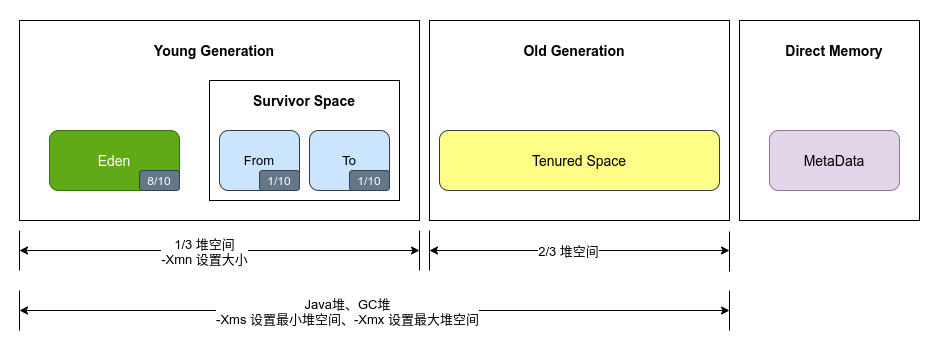 Young Generation
Old Generation
Direct Memory
Survivor Space
Eden
8/10
From
1/10
To
1/10
Tenured Space
MetaData
1/3 堆空间
-Xmn 设置大小
2/3 堆空间
Java堆、GC堆
-Xms 设置最小堆空间、-Xmx 设置最大堆空间